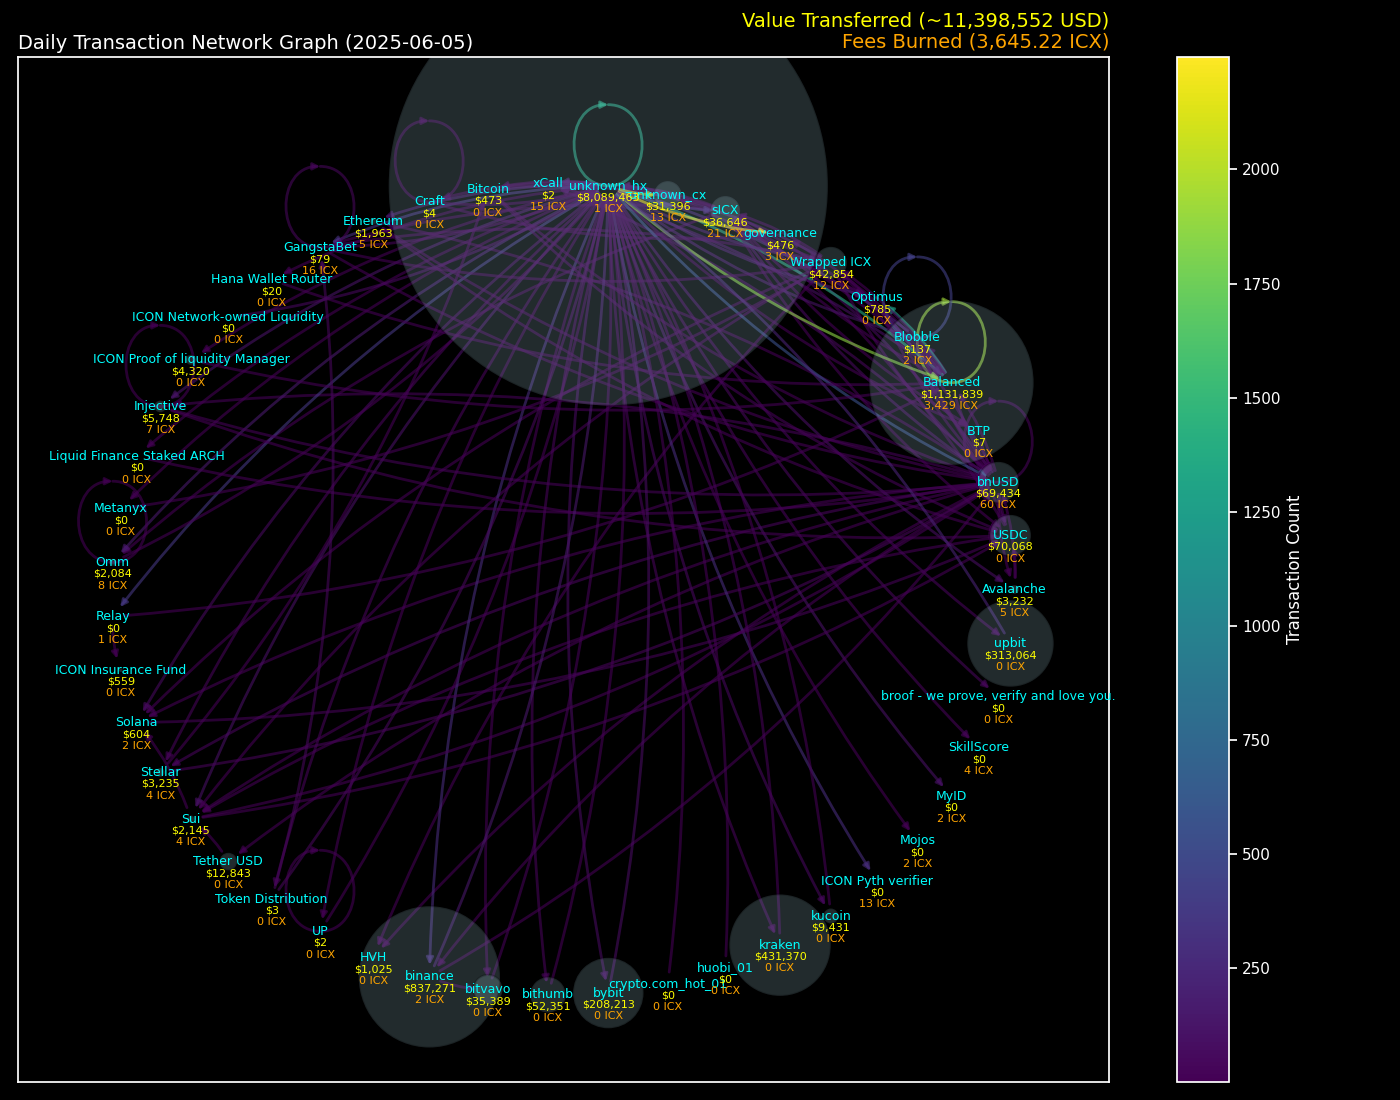 Value Transferred (~11,398,552 USD)
Daily Transaction Network Graph (2025-06-05)
Fees Burned (3,645.22 ICX)
unknown_hx
$8,089,463
1 ICX
unknown_cx
$31,396
13 ICX
sICX
$36,646
21 ICX
governance
$476
3 ICX
Wrapped ICX
$42,854
12 ICX
Optimus
$785
0 ICX
Blobble
$137
2 ICX
Balanced
$1,131,839
3,429 ICX
BTP
$7
0 ICX
bnUSD
$69,434
60 ICX
USDC
$70,068
0 ICX
Avalanche
$3,232
5 ICX
upbit
$313,064
0 ICX
broof - we prove, verify and love you.
$0
0 ICX
SkillScore
$0
4 ICX
MyID
$0
2 ICX
Mojos
$0
2 ICX
ICON Pyth verifier
$0
13 ICX
kucoin
$9,431
0 ICX
kraken
$431,370
0 ICX
huobi_01
$0
0 ICX
crypto.com_hot_01
$0
0 ICX
bybit
$208,213
0 ICX
bithumb
$52,351
0 ICX
bitvavo
$35,389
0 ICX
binance
$837,271
2 ICX
HVH
$1,025
0 ICX
UP
$2
0 ICX
Token Distribution
$3
0 ICX
Tether USD
$12,843
0 ICX
Sui
$2,145
4 ICX
Stellar
$3,235
4 ICX
Solana
$604
2 ICX
ICON Insurance Fund
$559
0 ICX
Relay
$0
1 ICX
Omm
$2,084
8 ICX
Metanyx
$0
0 ICX
Liquid Finance Staked ARCH
$0
0 ICX
Injective
$5,748
7 ICX
ICON Proof of liquidity Manager
$4,320
0 ICX
ICON Network-owned Liquidity
$0
0 ICX
Hana Wallet Router
$20
0 ICX
GangstaBet
$79
16 ICX
Ethereum
$1,963
5 ICX
Craft
$4
0 ICX
Bitcoin
$473
0 ICX
xCall
$2
15 ICX
2000
1750
1500
1250
1000
750
500
250
Transaction Count